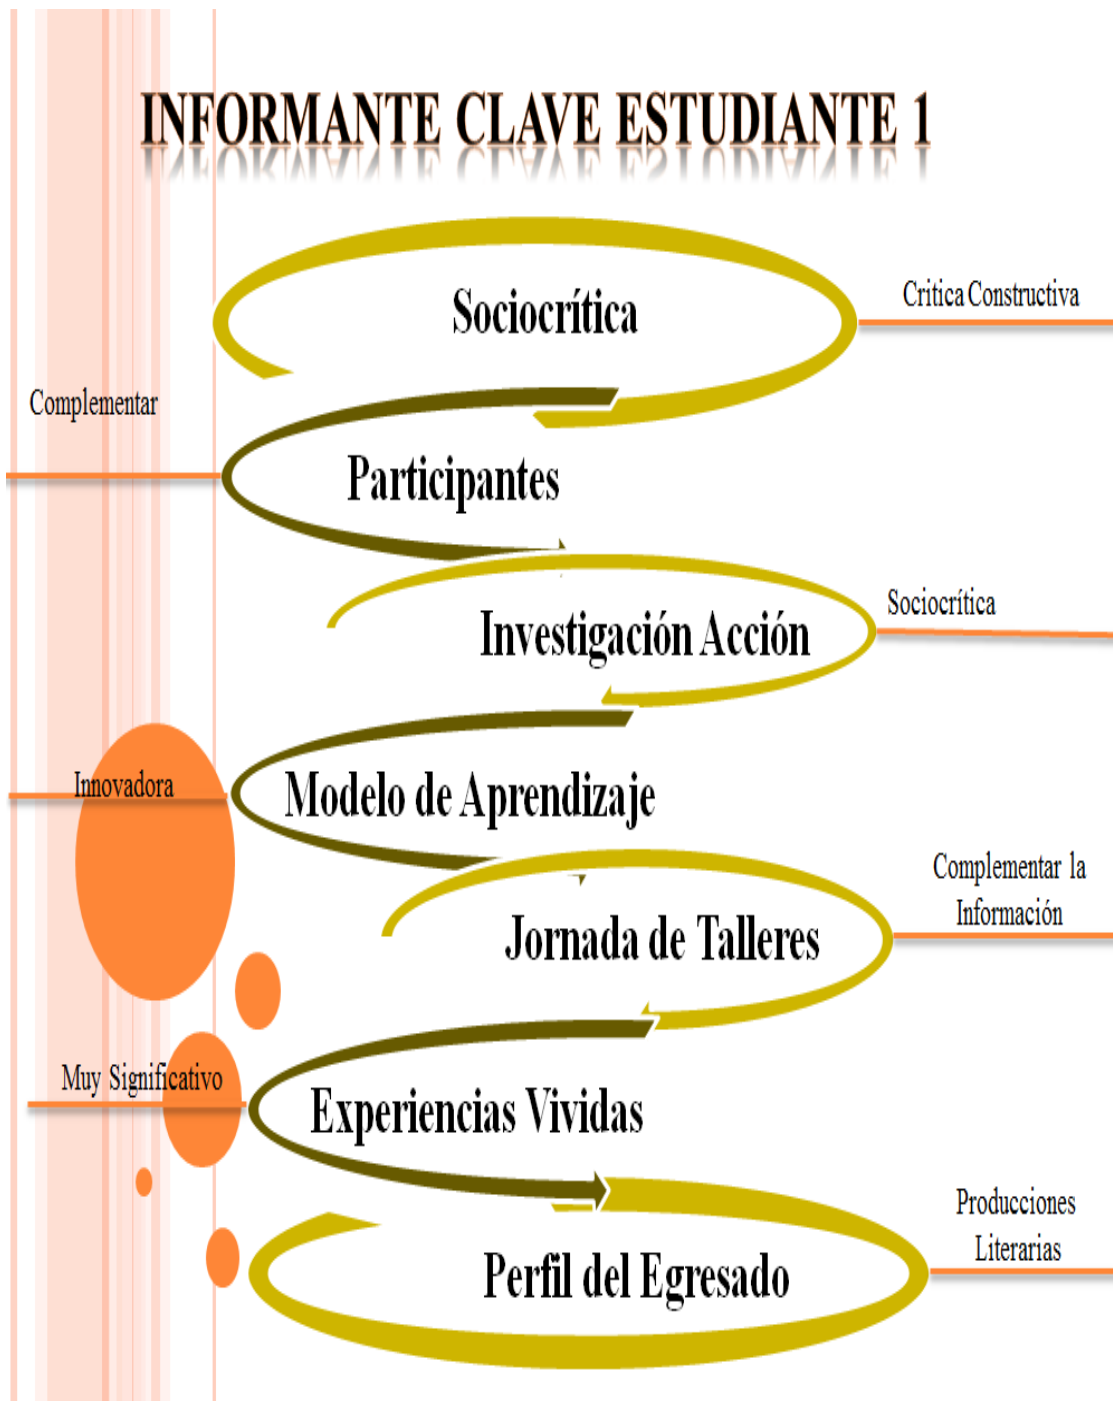 INFORMANTE CLAVE ESTUDIANTE 1
Sociocrítica
Critica Constructiva
Complementar
Participantes
Sociocrítica
Investigación Acción
Innovadora
Modelo de Aprendizaje
Complementar la
Información
Jornada de Talleres
Muy Significativo
Experiencias Vividas
Producciones
Literarias
Perfil del Egresado